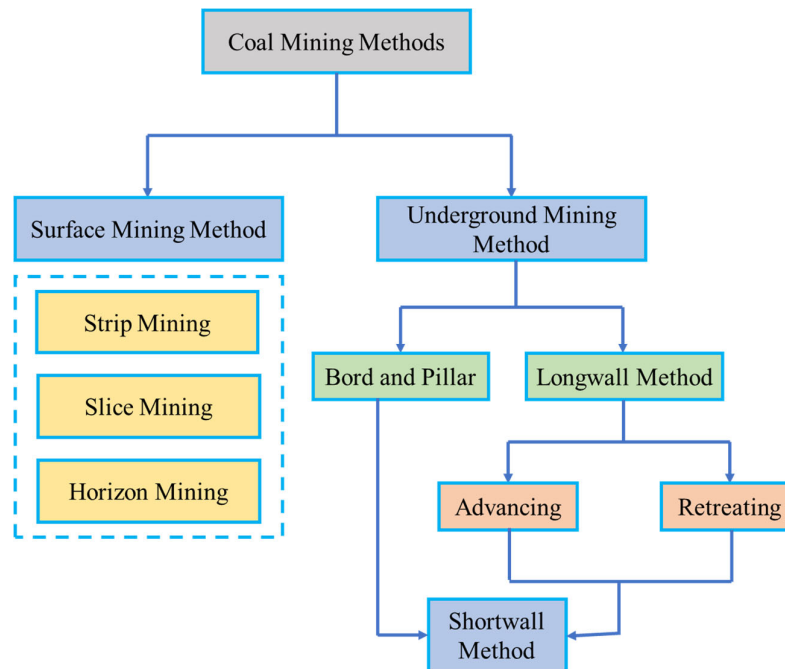 Coal Mining Methods
Surface Mining Method
Underground Mining
Method
Strip Mining
Slice Mining
Horizon Mining
Bord and Pillar
Longwall Method
Advancing
Retreating
Shortwall
Method